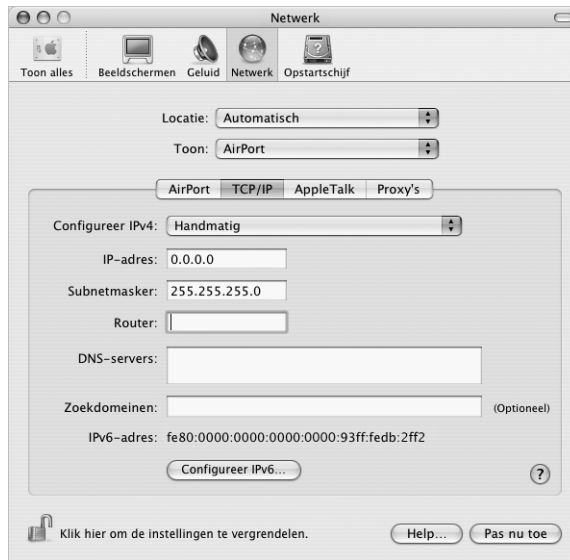 Netwerk
Toon alles Beeldschermen Geluid Netwerk Opstartschijf
Locatie: Automatisch
Toon: AirPort
AirPort TCP/IP AppleTalk Proxy's
Configureer IPv4: Handmatig
IP-adres: 0.0.0.0
Subnetmasker: 255.255.255.0
Router:
DNS-servers:
Zoekdomeinen: (Optioneel)
IPv6-adres: fe80:0000:0000:0000:0000:93ff:fedb:2ff2
Configureer IPv6... ?
Klik hier om de instellingen te vergrendelen. Help... Pas nu toe